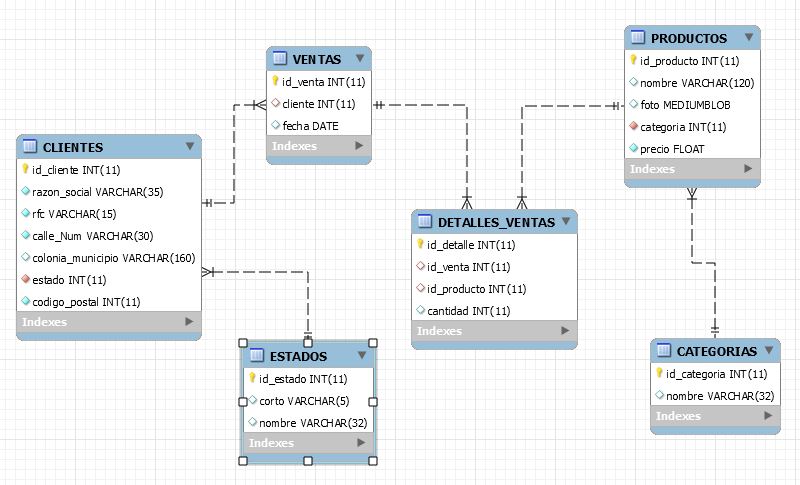 VENTAS
id_venta INT(11)
cliente INT(11)
fecha DATE
Indexes
PRODUCTOS
id_producto INT(11)
nombre VARCHAR(120)
foto MEDIUMBLOB
categoria INT(11)
precio FLOAT
Indexes
CLIENTES
id_cliente INT(11)
razon_social VARCHAR(35)
rfc VARCHAR(15)
calle_Num VARCHAR(30)
colonia_municipio VARCHAR(160)
estado INT(11)
codigo_postal INT(11)
Indexes
DETALLES_VENTAS
id_detalle INT(11)
id_venta INT(11)
id_producto INT(11)
cantidad INT(11)
Indexes
ESTADOS
id_estado INT(11)
corto VARCHAR(5)
nombre VARCHAR(32)
Indexes
CATEGORIAS
id_categoria INT(11)
nombre VARCHAR(32)
Indexes